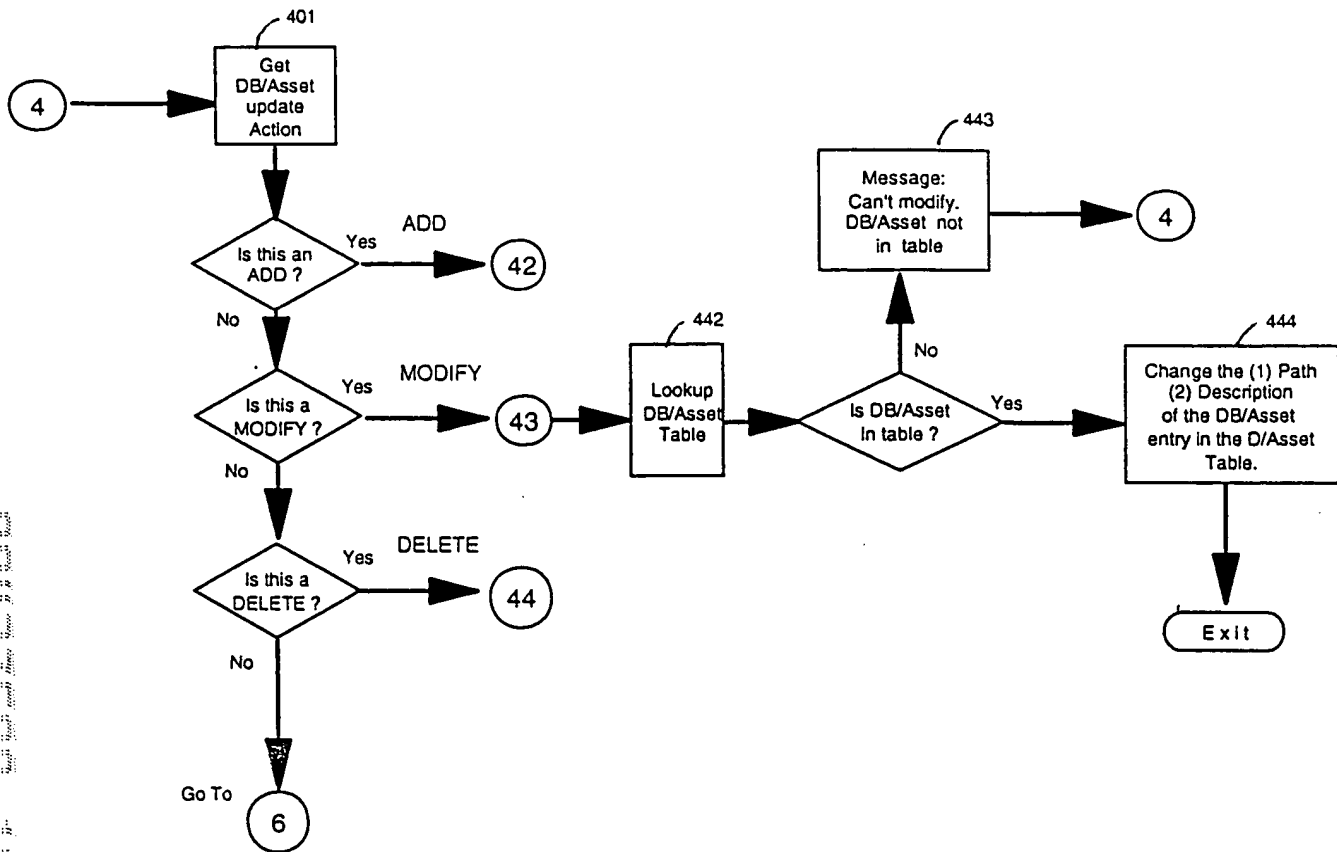 401
Get
DB/Asset
update
Action
4
Is this an
ADD ?
Yes
ADD
42
No
Is this a
MODIFY ?
Yes
MODIFY
43
No
Is this a
DELETE ?
Yes
DELETE
44
No
Go To
6
442
Lookup
DB/Asset
Table
Is DB/Asset
in table ?
No
Yes
443
Message:
Can't modify.
DB/Asset not
in table
4
444
Change the (1) Path
(2) Description
of the DB/Asset
entry in the D/Asset
Table.
Exit